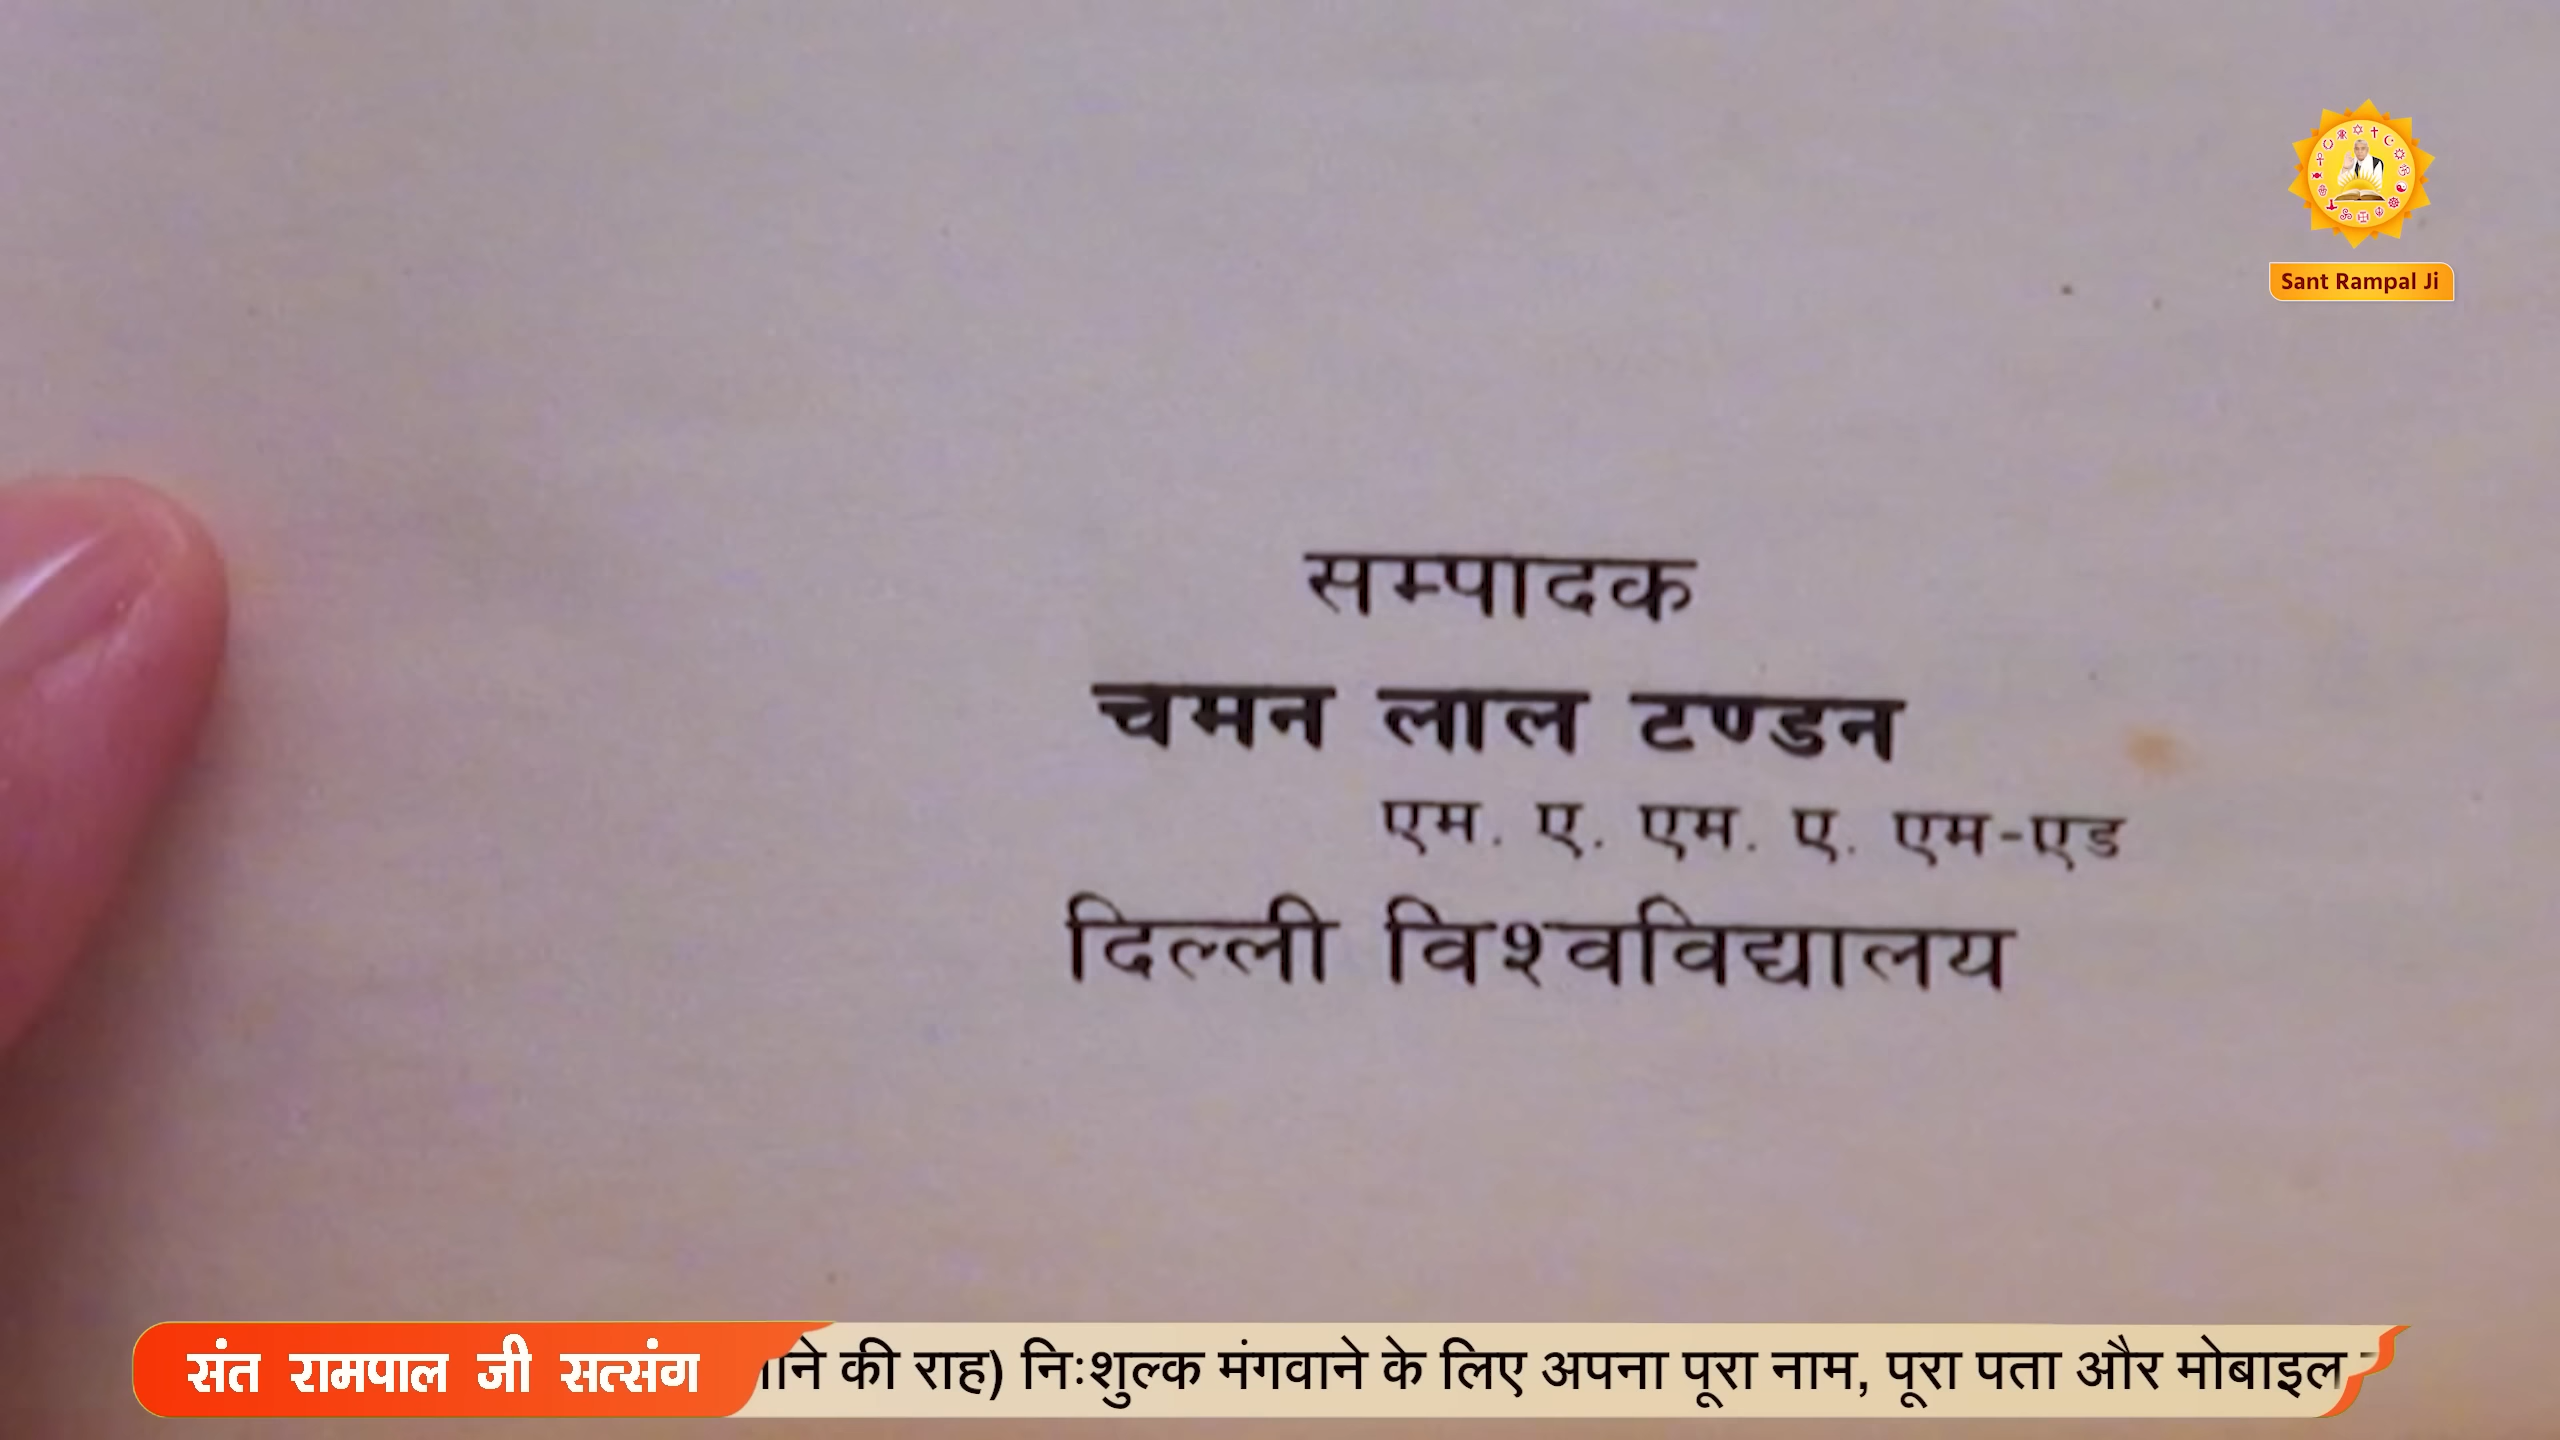 Sant Rampal Ji
सम्पादक
चमन लाल टण्डन
एम. ए. एम. ए. एम-एड
दिल्ली विश्वविद्यालय
संत रामपाल जी सत्संग
की राह) निःशुल्क मंगवाने के लिए अपना पूरा नाम, पूरा पता और मोबाइल